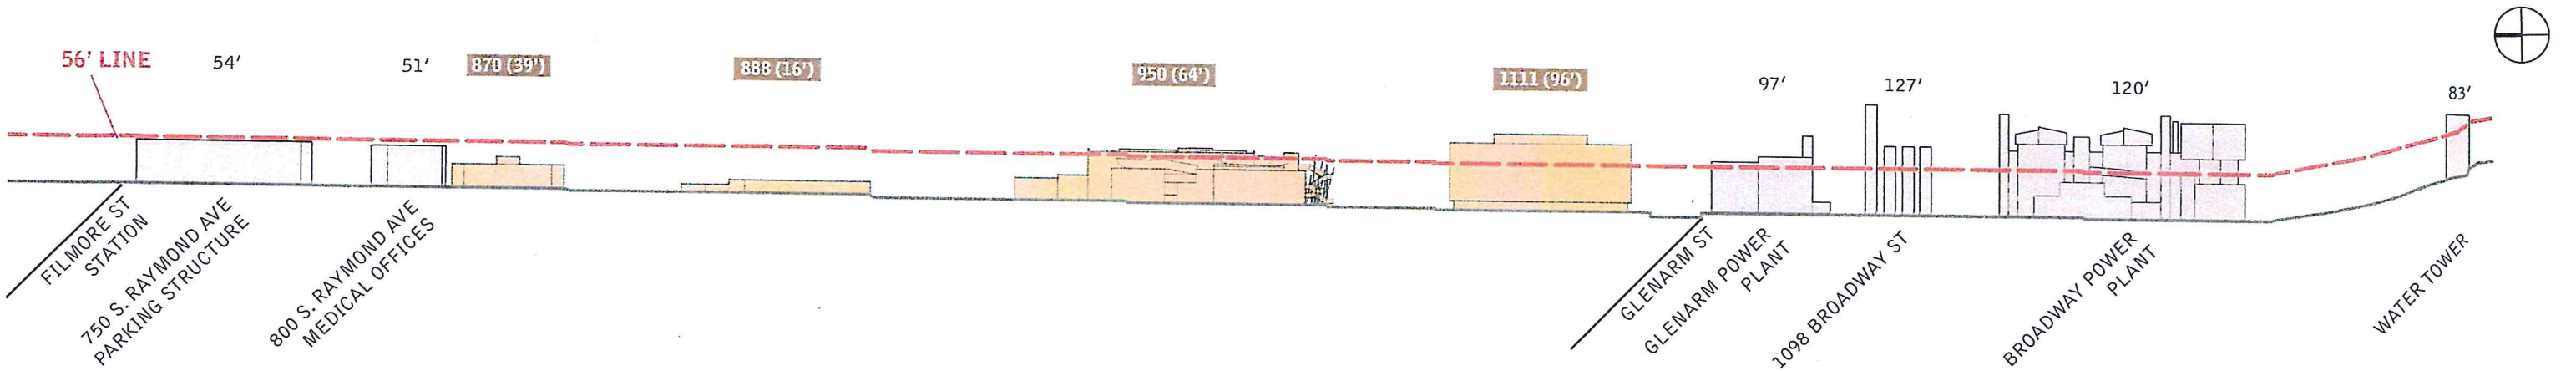 56' LINE
54'
51'
870 (39')
888 (16')
950 (64')
1111 (96')
97'
127'
120'
83'
FILMORE ST
STATION
750 S. RAYMOND AVE
PARKING STRUCTURE
800 S. RAYMOND AVE
MEDICAL OFFICES
GLENARM ST
GLENARM POWER
PLANT
1098 BROADWAY ST
BROADWAY POWER
PLANT
WATER TOWER